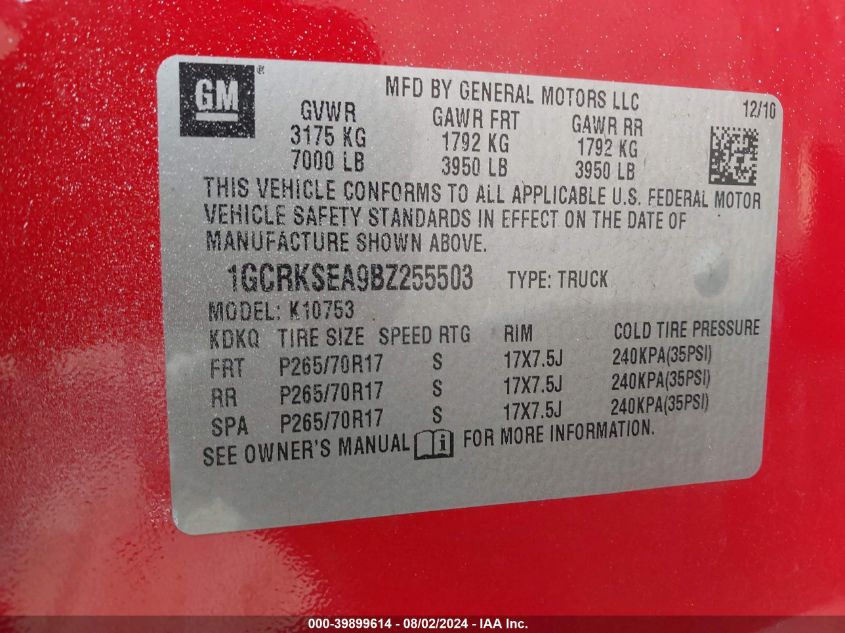 GM ®
MFD BY GENERAL MOTORS LLC
12/10
GVWR GAWR FRT GAWR RR
3175 KG 1792 KG 1792 KG
7000 LB 3950 LB 3950 LB
THIS VEHICLE CONFORMS TO ALL APPLICABLE U.S. FEDERAL MOTOR
VEHICLE SAFETY STANDARDS IN EFFECT ON THE DATE OF
MANUFACTURE SHOWN ABOVE.
1GCRKSEA9BZ255503 TYPE: TRUCK
MODEL: K10753
KDKQ TIRE SIZE SPEED RTG RIM COLD TIRE PRESSURE
FRT P265/70R17 S 17X7.5J 240KPA(35PSI)
RR P265/70R17 S 17X7.5J 240KPA(35PSI)
SPA P265/70R17 S 17X7.5J 240KPA(35PSI)
SEE OWNER'S MANUAL i FOR MORE INFORMATION.
000-39899614 - 08/02/2024 - IAA Inc.